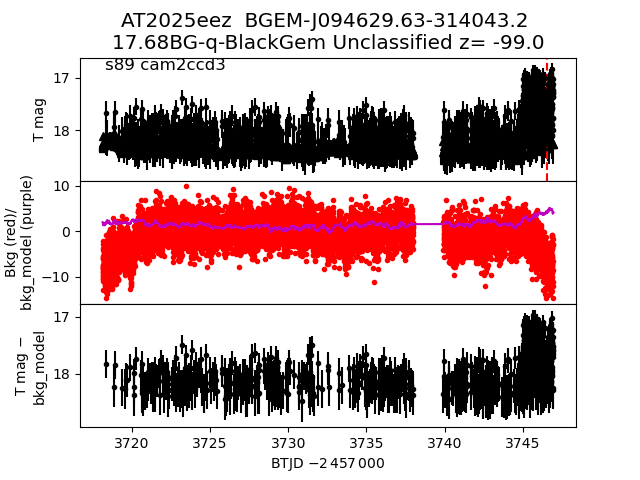 AT2025eez  BGEM-J094629.63-314043.2
17.68BG-q-BlackGem Unclassified z= -99.0
s89 cam2ccd3
17
18
T mag
10
0
−10
Bkg (red)/
bkg_model (purple)
17
18
T mag −
bkg_model
3720
3725
3730
3735
3740
3745
BTJD −2 457 000